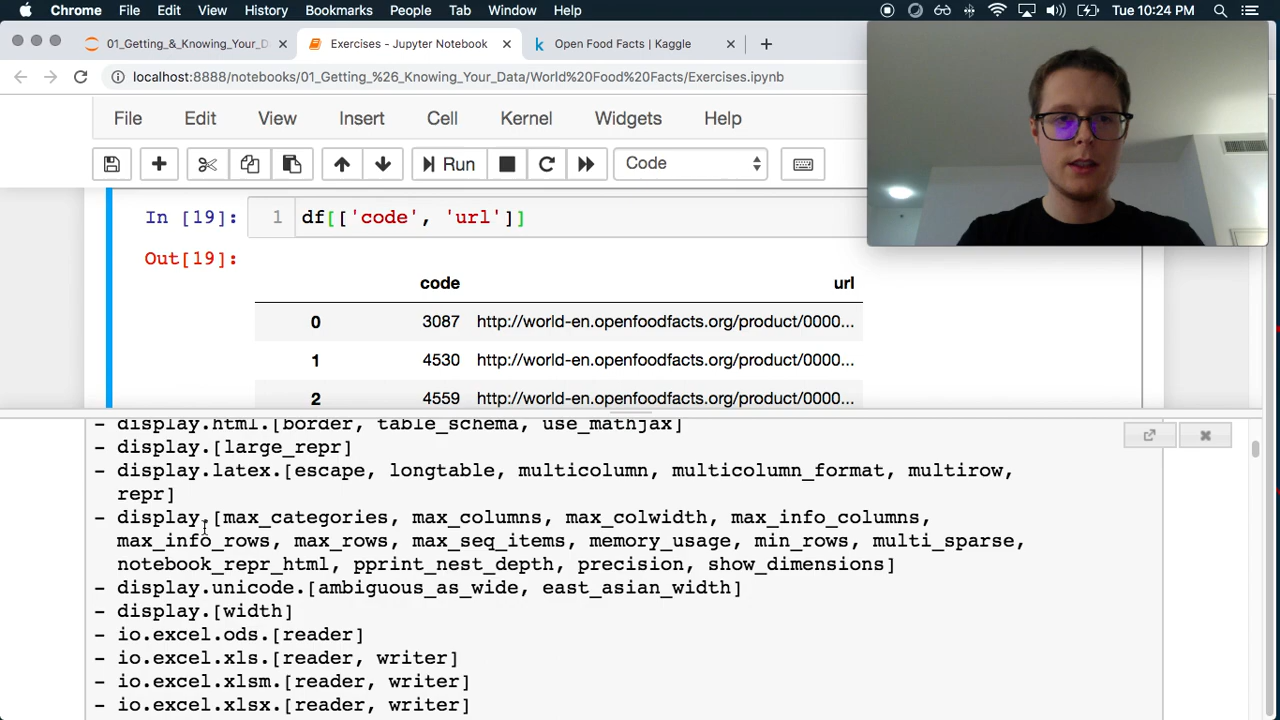 Chrome File Edit View History Bookmarks People Tab Window Help Tue 10:24 PM
01_Getting_&_Knowing_Your_D Exercises - Jupyter Notebook Open Food Facts | Kaggle
localhost:8888/notebooks/01_Getting_%26_Knowing_Your_Data/World%20Food%20Facts/Exercises.ipynb
File Edit View Insert Cell Kernel Widgets Help
Run Code
In [19]: 1 df[['code', 'url']]
Out[19]:
code url
0 3087 http://world-en.openfoodfacts.org/product/0000...
1 4530 http://world-en.openfoodfacts.org/product/0000...
2 4559 http://world-en.openfoodfacts.org/product/0000...
- display.html.[border, table_schema, use_mathjax]
- display.[large_repr]
- display.latex.[escape, longtable, multicolumn, multicolumn_format, multirow,
repr]
- display.[max_categories, max_columns, max_colwidth, max_info_columns,
max_info_rows, max_rows, max_seq_items, memory_usage, min_rows, multi_sparse,
notebook_repr_html, pprint_nest_depth, precision, show_dimensions]
- display.unicode.[ambiguous_as_wide, east_asian_width]
- display.[width]
- io.excel.ods.[reader]
- io.excel.xls.[reader, writer]
- io.excel.xlsm.[reader, writer]
- io.excel.xlsx.[reader, writer]